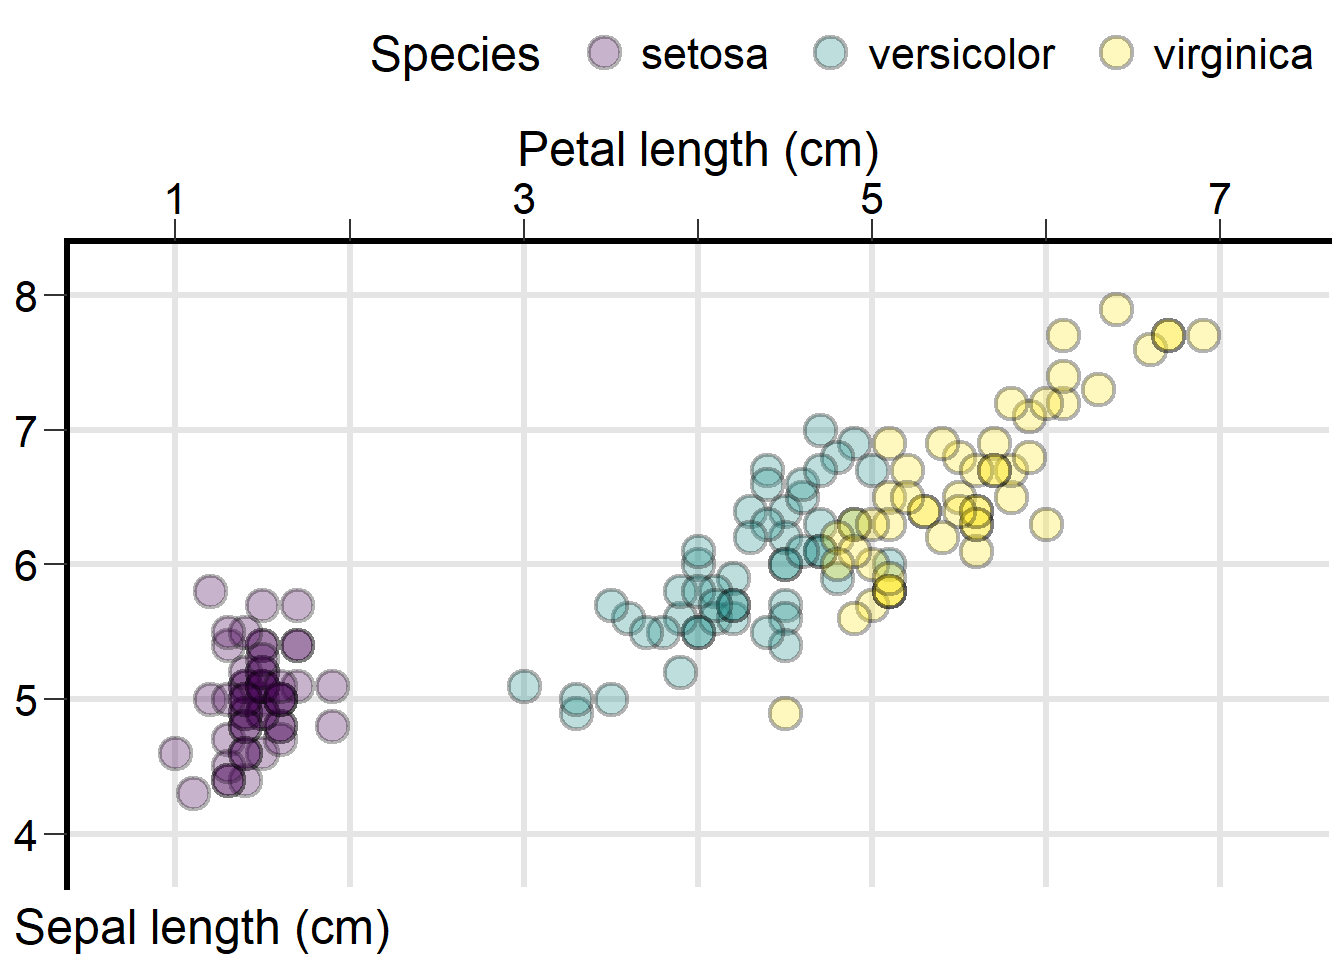 Species setosa versicolor virginica
Petal length (cm)
1 3 5 7
8
7
6
5
4
Sepal length (cm)